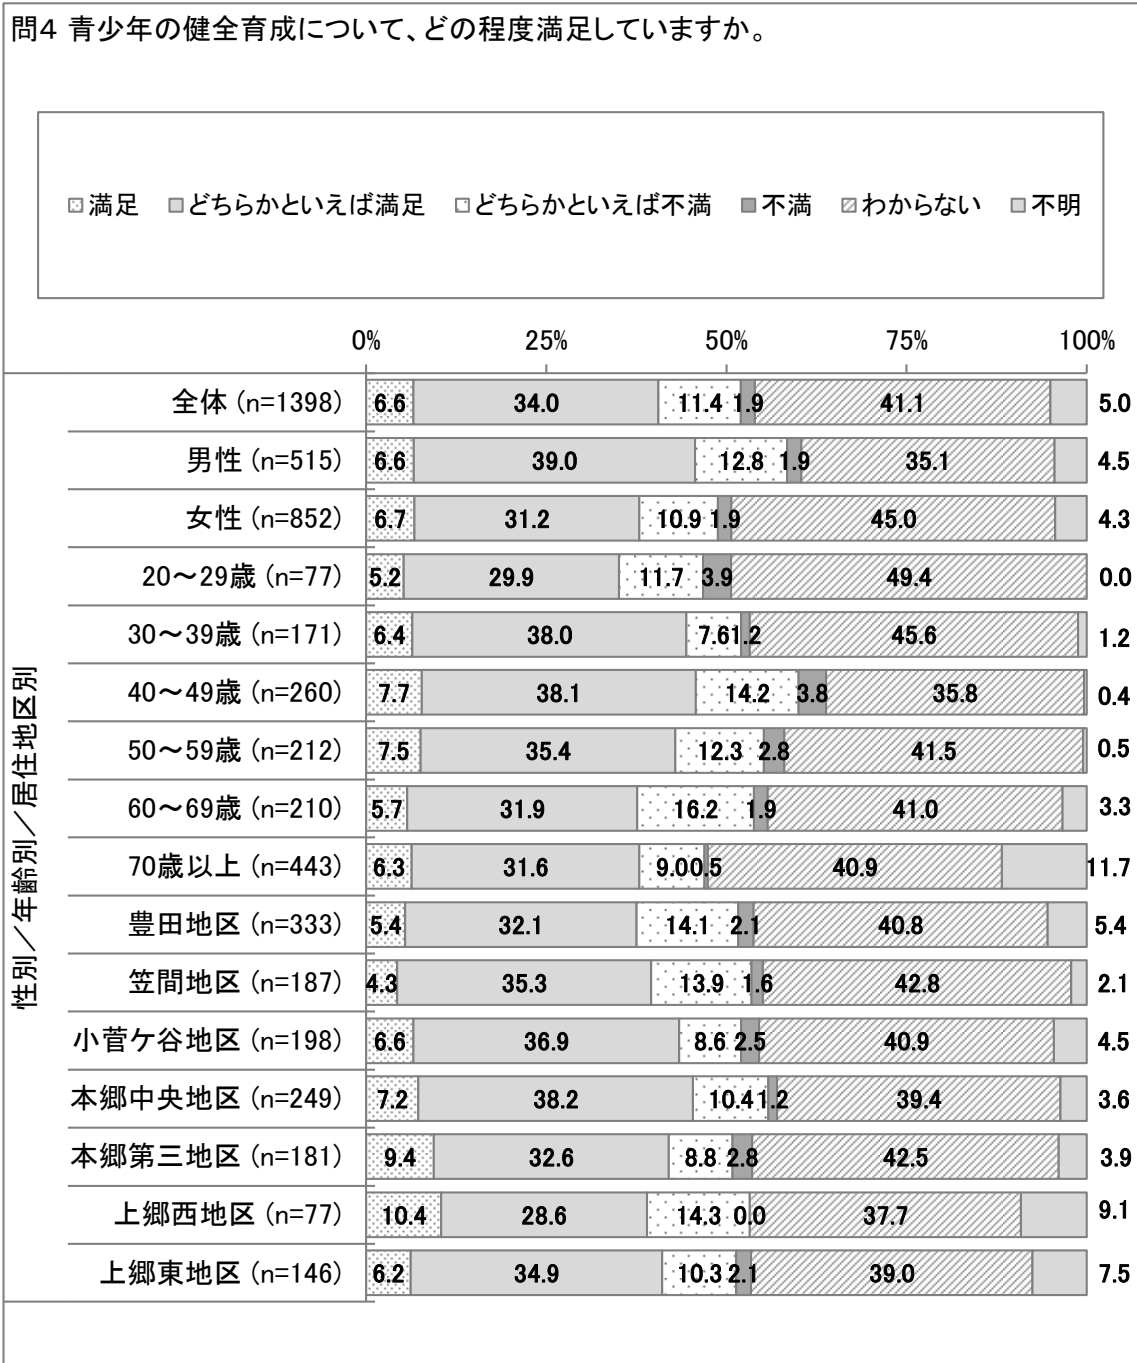 問4 青少年の健全育成について、どの程度満足していますか。
満足 どちらかといえば満足 どちらかといえば不満 不満 わからない 不明
0% 25% 50% 75% 100%
性別／年齢別／居住地区別
全体 (n=1398) 6.6 34.0 11.4 1.9 41.1 5.0
男性 (n=515) 6.6 39.0 12.8 1.9 35.1 4.5
女性 (n=852) 6.7 31.2 10.9 1.9 45.0 4.3
20～29歳 (n=77) 5.2 29.9 11.7 3.9 49.4 0.0
30～39歳 (n=171) 6.4 38.0 7.6 1.2 45.6 1.2
40～49歳 (n=260) 7.7 38.1 14.2 3.8 35.8 0.4
50～59歳 (n=212) 7.5 35.4 12.3 2.8 41.5 0.5
60～69歳 (n=210) 5.7 31.9 16.2 1.9 41.0 3.3
70歳以上 (n=443) 6.3 31.6 9.0 0.5 40.9 11.7
豊田地区 (n=333) 5.4 32.1 14.1 2.1 40.8 5.4
笠間地区 (n=187) 4.3 35.3 13.9 1.6 42.8 2.1
小菅ケ谷地区 (n=198) 6.6 36.9 8.6 2.5 40.9 4.5
本郷中央地区 (n=249) 7.2 38.2 10.4 1.2 39.4 3.6
本郷第三地区 (n=181) 9.4 32.6 8.8 2.8 42.5 3.9
上郷西地区 (n=77) 10.4 28.6 14.3 0.0 37.7 9.1
上郷東地区 (n=146) 6.2 34.9 10.3 2.1 39.0 7.5